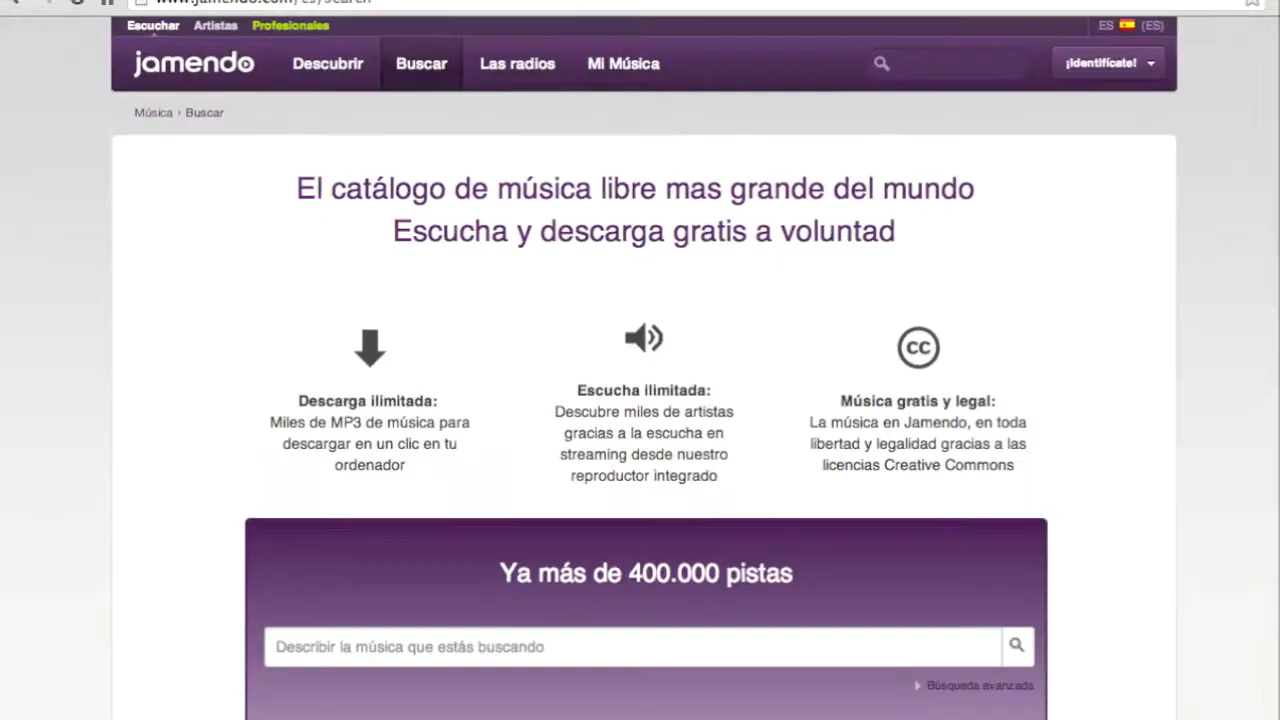 Escuchar Artistas Profesionales ES (ES)
jamendo Descubrir Buscar Las radios Mi Música ¡Identifícate!
Música › Buscar
El catálogo de música libre mas grande del mundo
Escucha y descarga gratis a voluntad
Descarga ilimitada:
Miles de MP3 de música para
descargar en un clic en tu
ordenador
Escucha ilimitada:
Descubre miles de artistas
gracias a la escucha en
streaming desde nuestro
reproductor integrado
cc
Música gratis y legal:
La música en Jamendo, en toda
libertad y legalidad gracias a las
licencias Creative Commons
Ya más de 400.000 pistas
Describir la música que estás buscando
Búsqueda avanzada